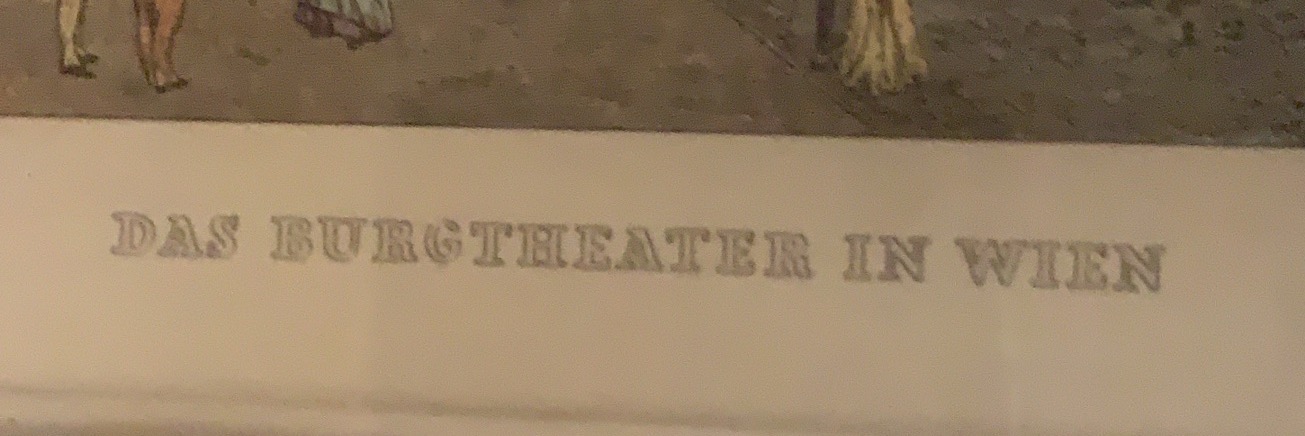 DAS BURGTHEATER IN WIEN